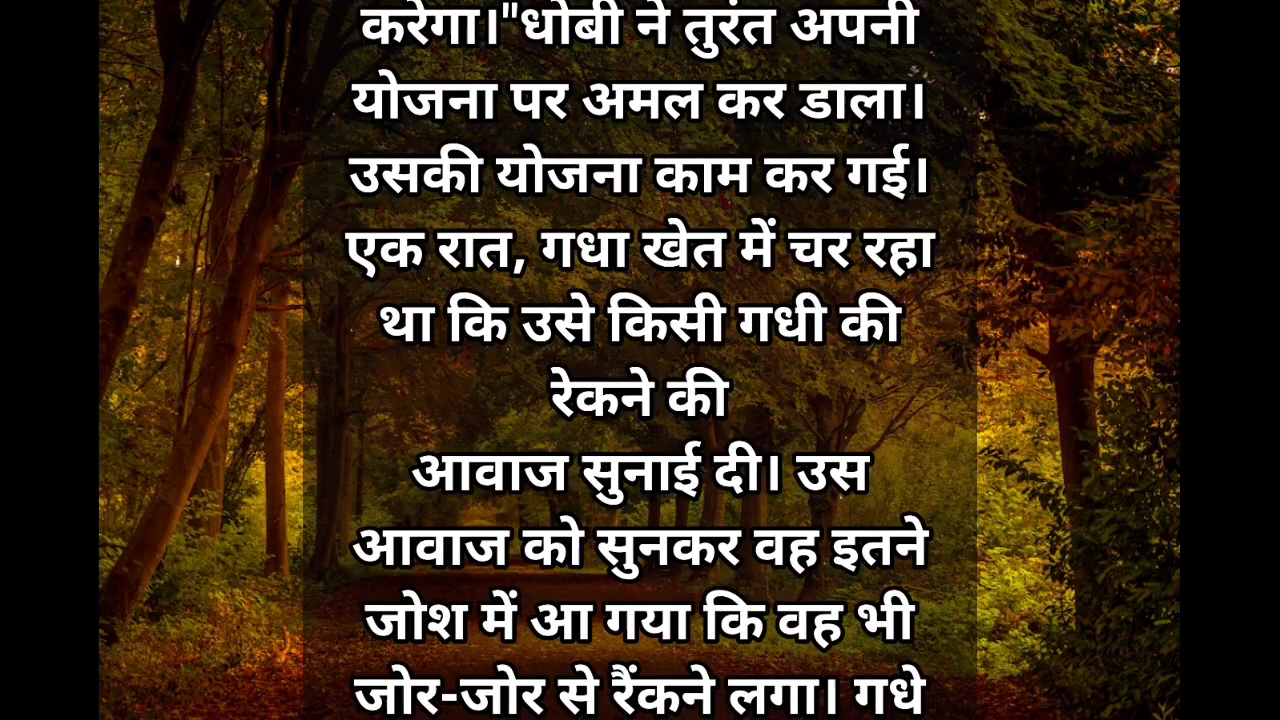 करेगा।"धोबी ने तुरंत अपनी
योजना पर अमल कर डाला।
उसकी योजना काम कर गई।
एक रात, गधा खेत में चर रहा
था कि उसे किसी गधी की
रेकने की
आवाज सुनाई दी। उस
आवाज को सुनकर वह इतने
जोश में आ गया कि वह भी
जोर-जोर से रैंकने लगा। गधे